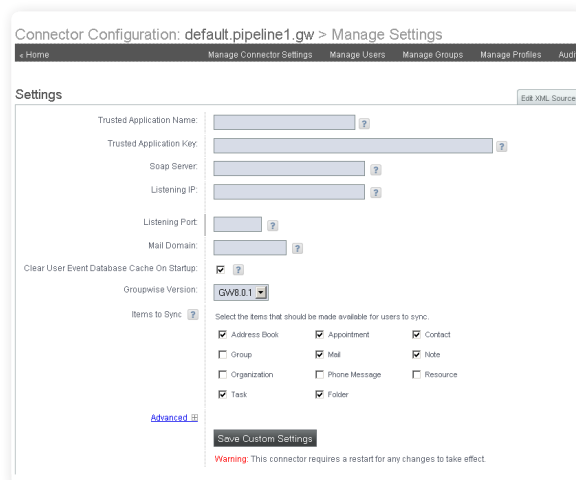 Connector Configuration: default.pipeline1.gw > Manage Settings
« Home Manage Connector Settings Manage Users Manage Groups Manage Profiles Audi
Settings
Edit XML Source
Trusted Application Name: ?
Trusted Application Key: ?
Soap Server: ?
Listening IP: ?
Listening Port: ?
Mail Domain: ?
Clear User Event Database Cache On Startup: ?
Groupwise Version: GW8.0.1
Items to Sync ? Select the items that should be made available for users to sync.
Address Book Appointment Contact
Group Mail Note
Organization Phone Message Resource
Task Folder
Advanced
Save Custom Settings
Warning: This connector requires a restart for any changes to take effect.